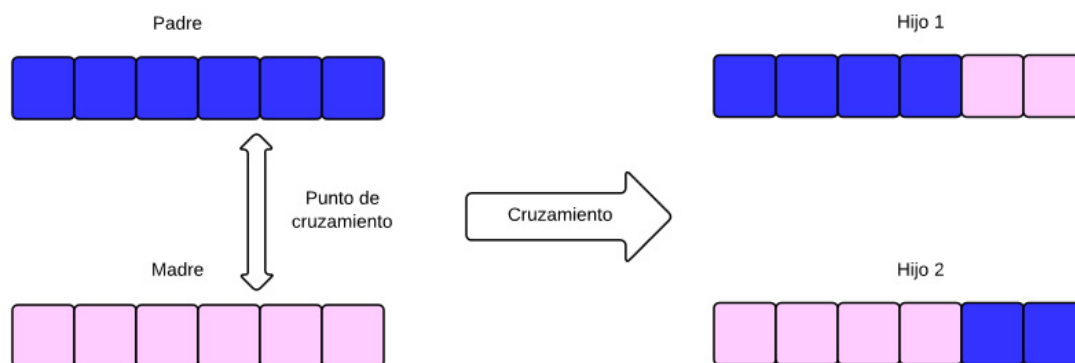 Padre
Hijo 1
Punto de
cruzamiento
Cruzamiento
Madre
Hijo 2